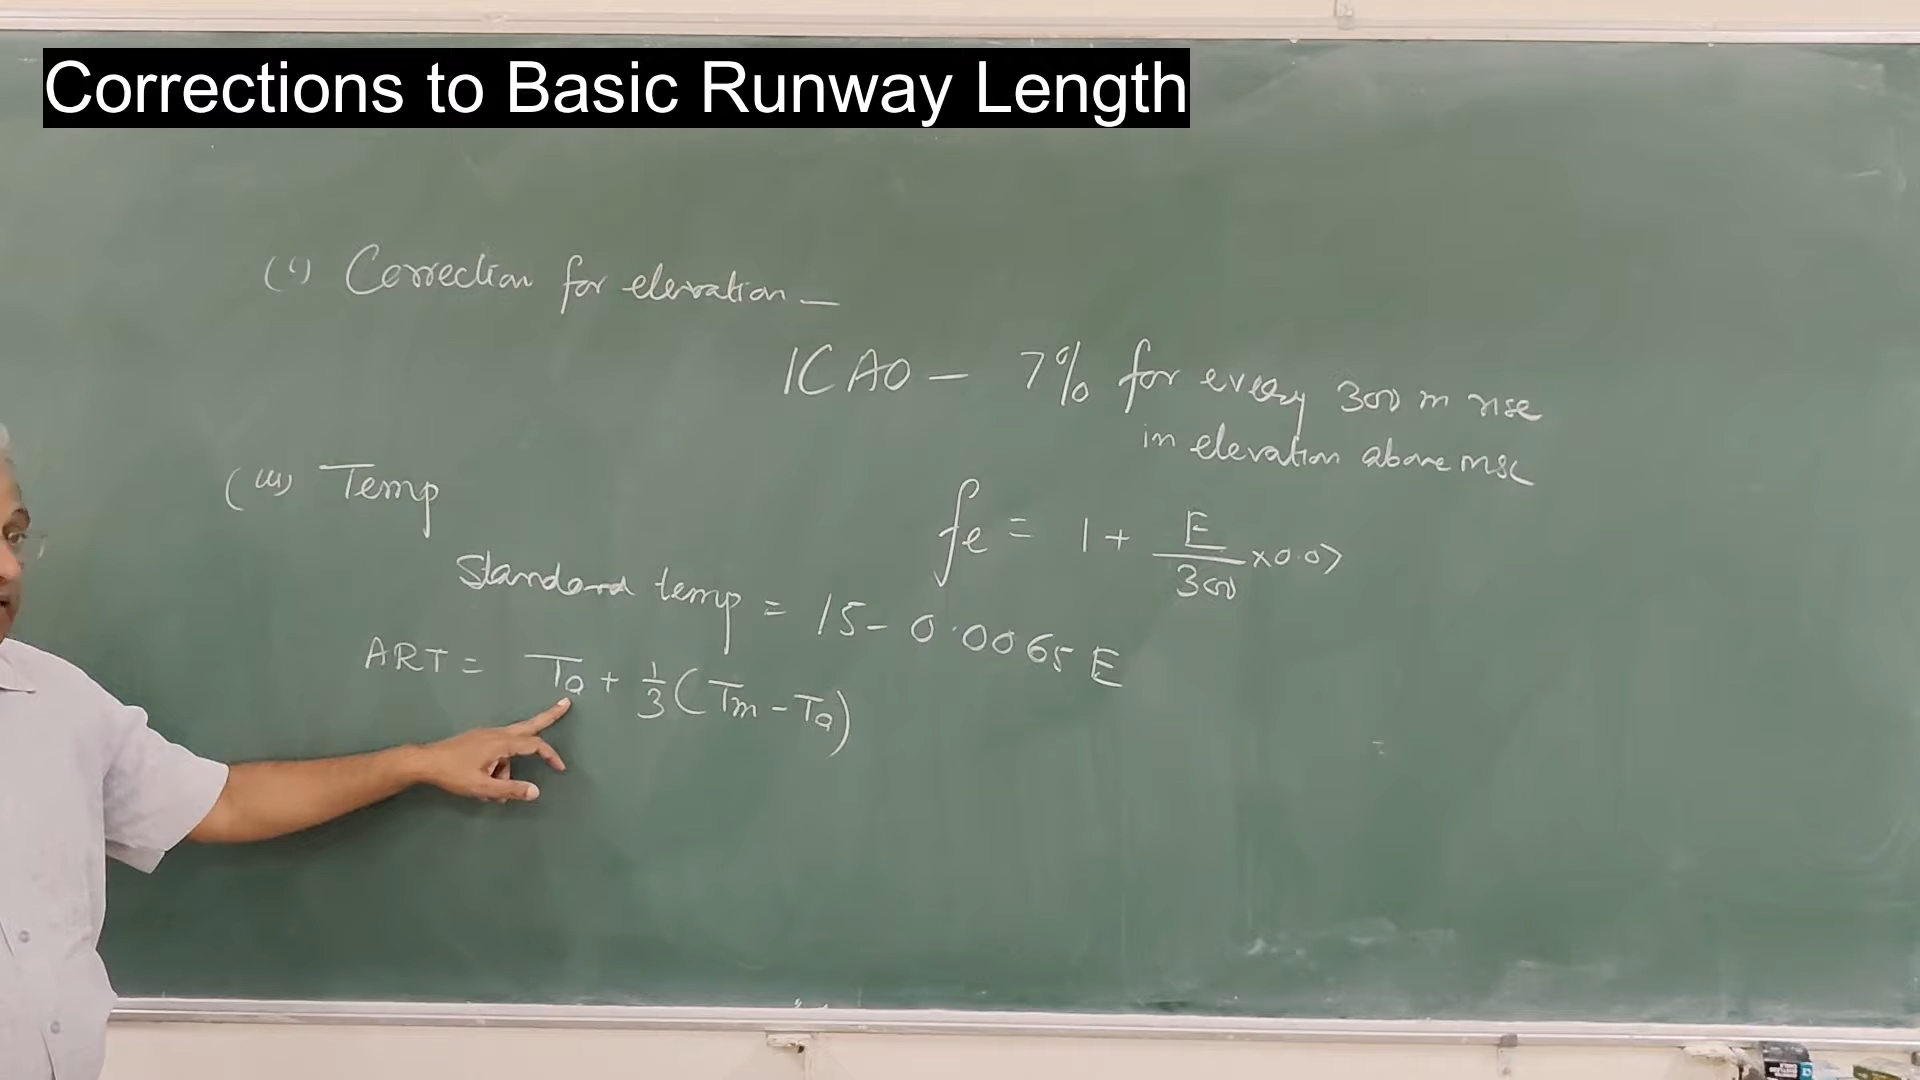 Corrections to Basic Runway Length
(i) Correction for elevation —
ICAO — 7% for every 300 m rise
in elevation above msl
(iii) Temp
fe = 1 + E/300 x 0.07
Standard temp = 15 - 0.0065 E
ART = Ta + 1/3 (Tm - Ta)